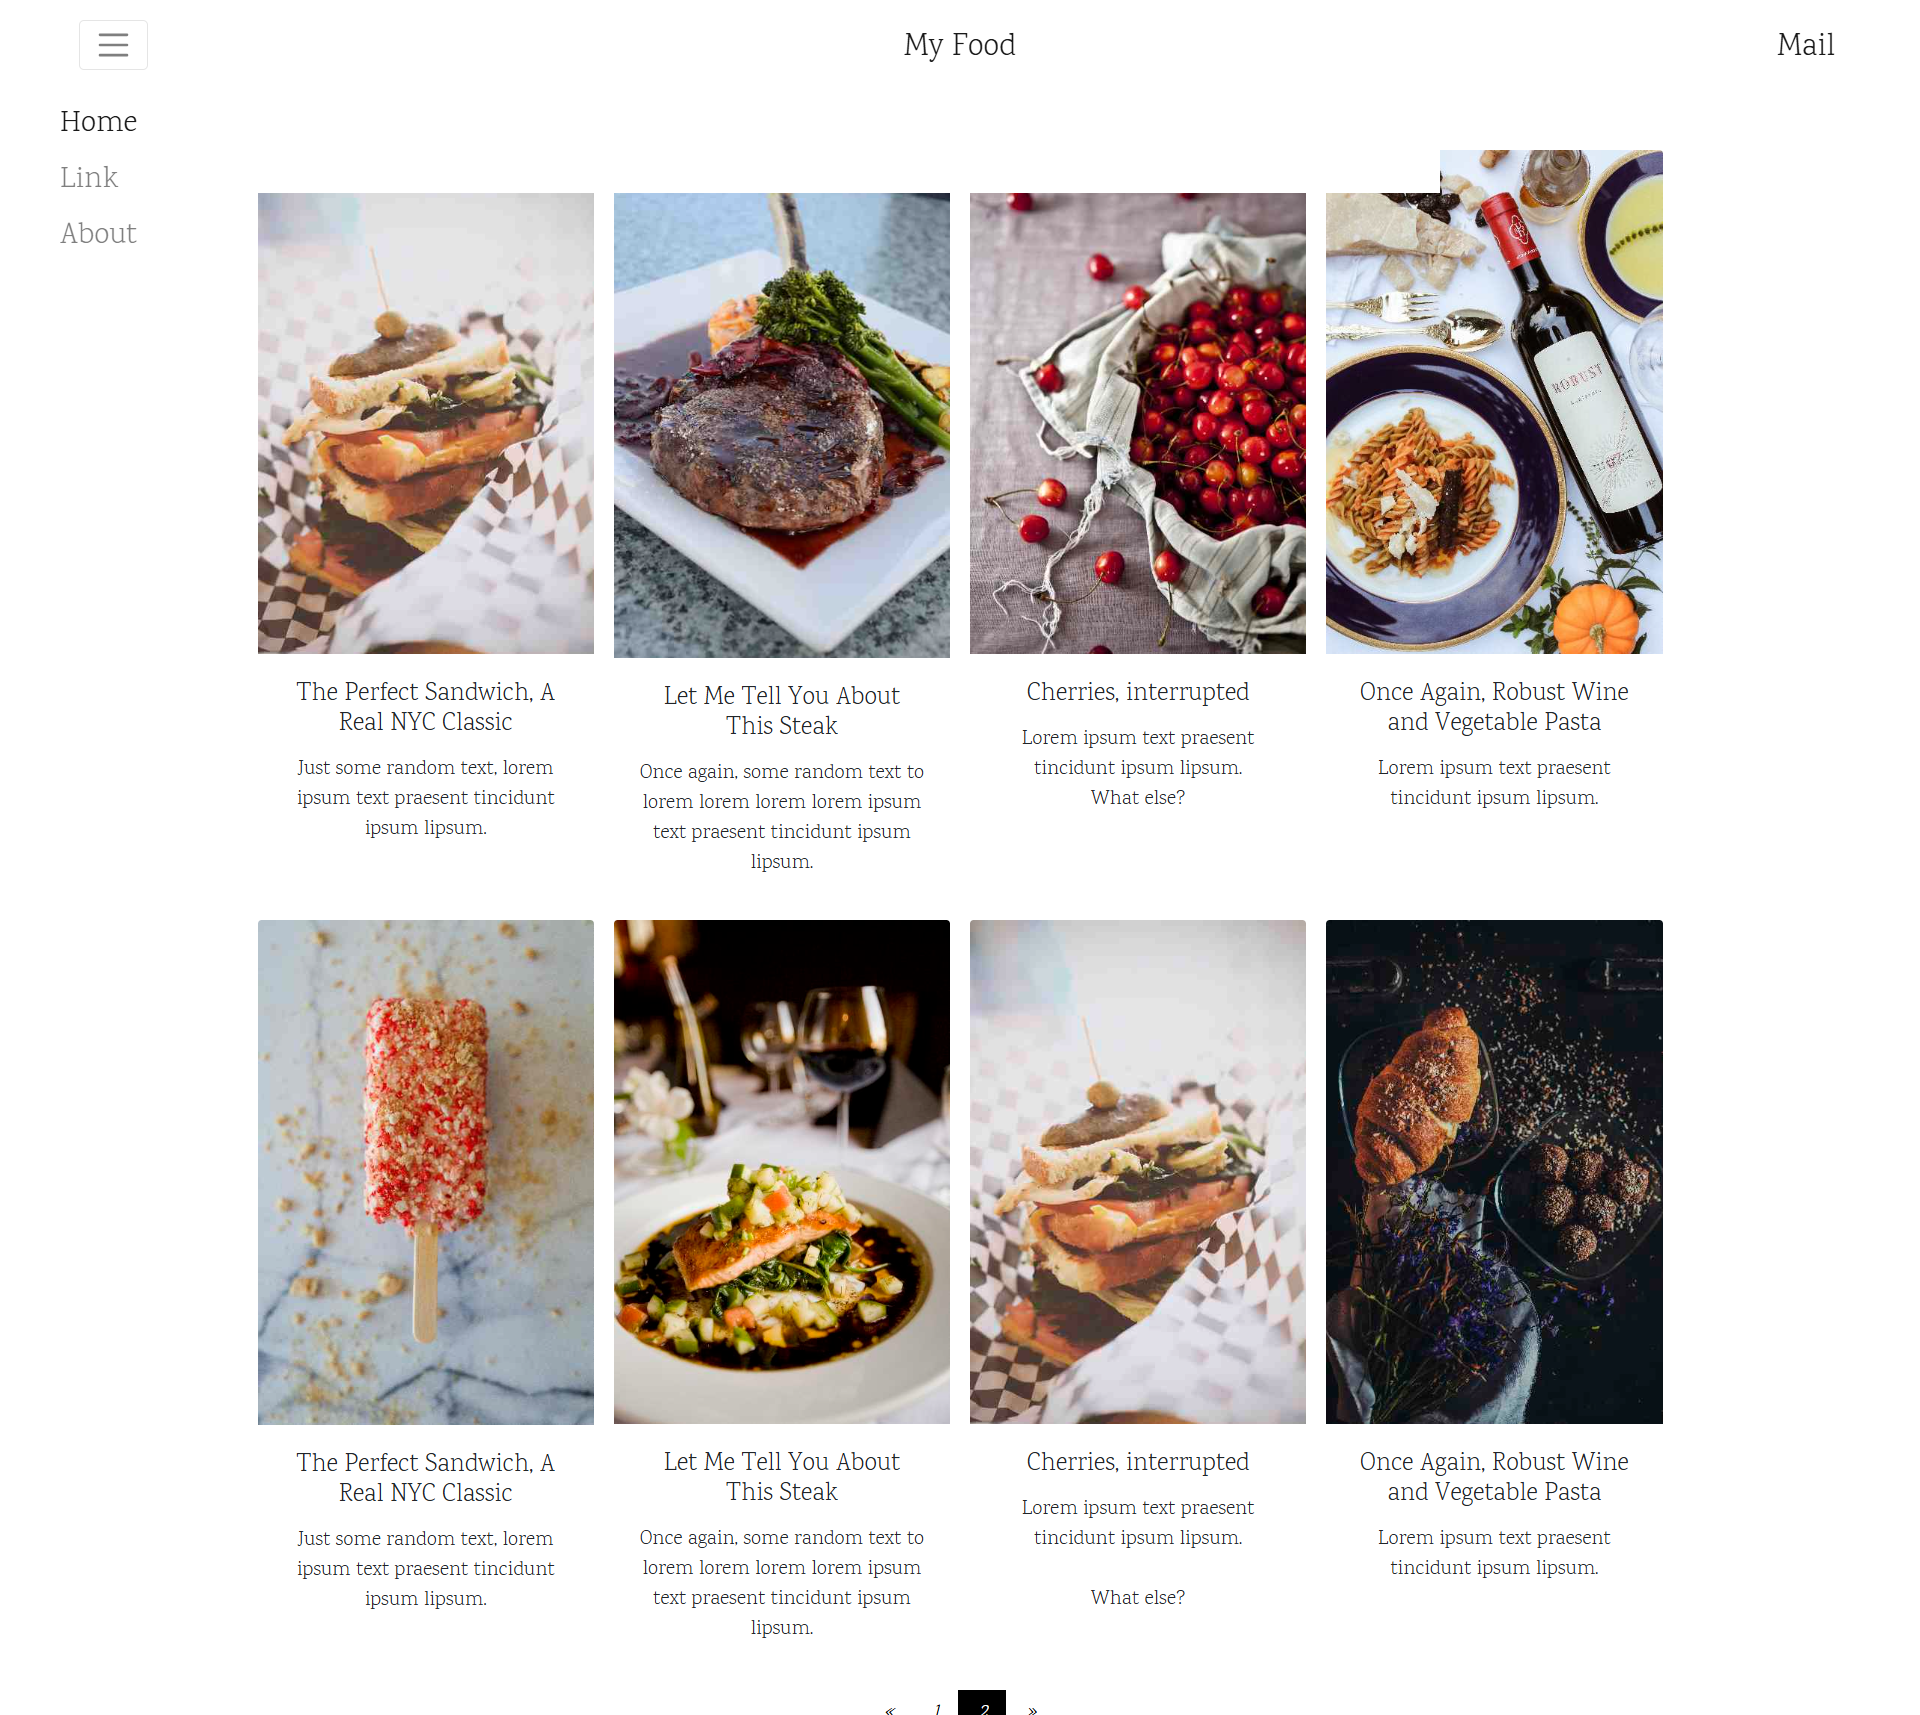 My Food
Mail
Home
Link
About
ROBUST
The Perfect Sandwich, A
Real NYC Classic
Just some random text, lorem
ipsum text praesent tincidunt
ipsum lipsum.
Let Me Tell You About
This Steak
Once again, some random text to
lorem lorem lorem lorem ipsum
text praesent tincidunt ipsum
lipsum.
Cherries, interrupted
Lorem ipsum text praesent
tincidunt ipsum lipsum.
What else?
Once Again, Robust Wine
and Vegetable Pasta
Lorem ipsum text praesent
tincidunt ipsum lipsum.
The Perfect Sandwich, A
Real NYC Classic
Just some random text, lorem
ipsum text praesent tincidunt
ipsum lipsum.
Let Me Tell You About
This Steak
Once again, some random text to
lorem lorem lorem lorem ipsum
text praesent tincidunt ipsum
lipsum.
Cherries, interrupted
Lorem ipsum text praesent
tincidunt ipsum lipsum.
What else?
Once Again, Robust Wine
and Vegetable Pasta
Lorem ipsum text praesent
tincidunt ipsum lipsum.
« 1 2 »